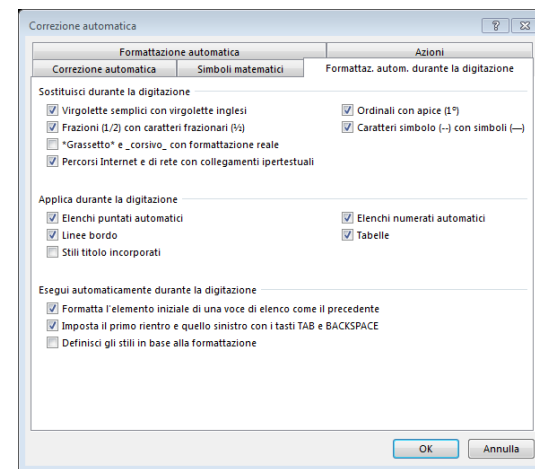 Correzione automatica
Formattazione automatica Azioni
Correzione automatica Simboli matematici Formattaz. autom. durante la digitazione
Sostituisci durante la digitazione
Virgolette semplici con virgolette inglesi Ordinali con apice (1°)
Frazioni (1/2) con caratteri frazionari (½) Caratteri simbolo (--) con simboli (—)
*Grassetto* e _corsivo_ con formattazione reale
Percorsi Internet e di rete con collegamenti ipertestuali
Applica durante la digitazione
Elenchi puntati automatici Elenchi numerati automatici
Linee bordo Tabelle
Stili titolo incorporati
Esegui automaticamente durante la digitazione
Formatta l'elemento iniziale di una voce di elenco come il precedente
Imposta il primo rientro e quello sinistro con i tasti TAB e BACKSPACE
Definisci gli stili in base alla formattazione
OK Annulla